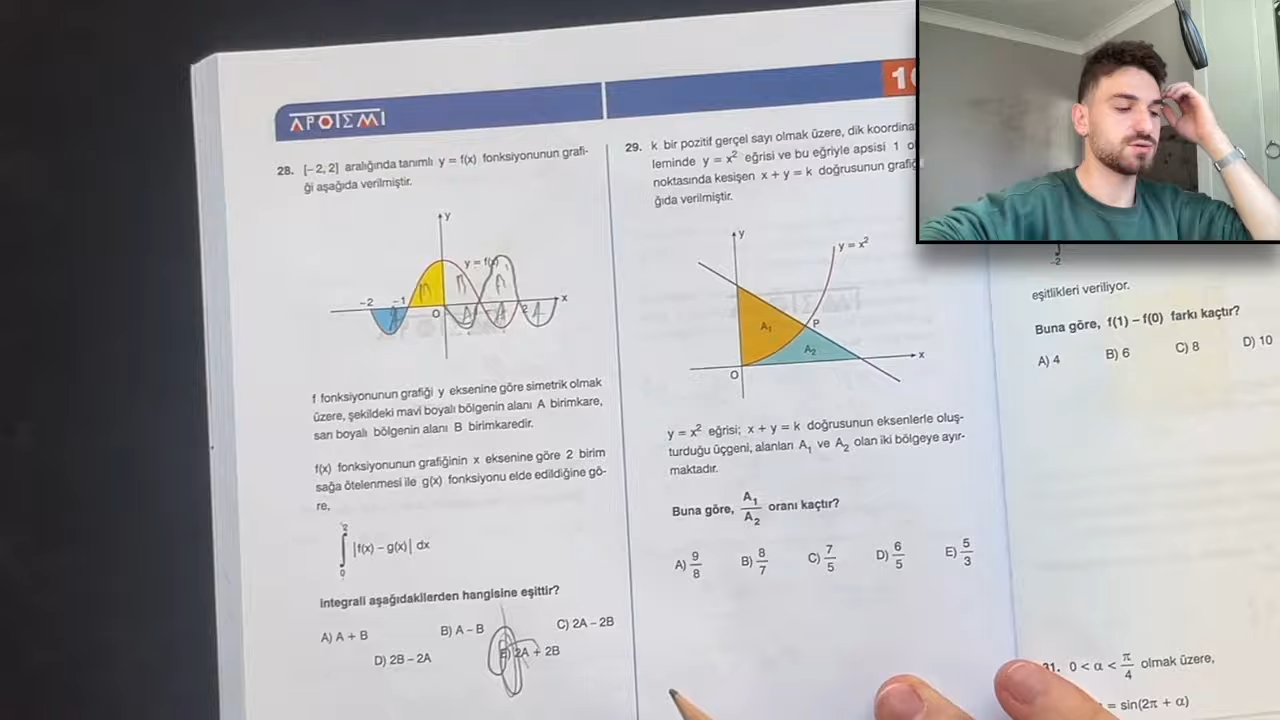 APOIEMI
28. [–2, 2] aralığında tanımlı y = f(x) fonksiyonunun grafi-
ği aşağıda verilmiştir.
y
y = f(x)
–2
–1
O
2
x
B
B
A
A
A
A
f fonksiyonunun grafiği y eksenine göre simetrik olmak
üzere, şekildeki mavi boyalı bölgenin alanı A birimkare,
sarı boyalı bölgenin alanı B birimkaredir.
f(x) fonksiyonunun grafiğinin x eksenine göre 2 birim
sağa ötelenmesi ile g(x) fonksiyonu elde edildiğine gö-
re,
2
∫ |f(x) – g(x)| dx
0
integrali aşağıdakilerden hangisine eşittir?
A) A + B B) A – B C) 2A – 2B
D) 2B – 2A E) 2A + 2B
10
29. k bir pozitif gerçel sayı olmak üzere, dik koordina
leminde y = x² eğrisi ve bu eğriyle apsisi 1 o
noktasında kesişen x + y = k doğrusunun grafiğ
ğıda verilmiştir.
y
y = x²
A₁
P
A₂
O
x
y = x² eğrisi; x + y = k doğrusunun eksenlerle oluş-
turduğu üçgeni, alanları A₁ ve A₂ olan iki bölgeye ayır-
maktadır.
Buna göre, A₁/A₂ oranı kaçtır?
A) 9/8 B) 8/7 C) 7/5 D) 6/5 E) 5/3
–2
eşitlikleri veriliyor.
Buna göre, f(1) – f(0) farkı kaçtır?
A) 4 B) 6 C) 8 D) 10
31. 0 < α < π/4 olmak üzere,
= sin(2π + α)